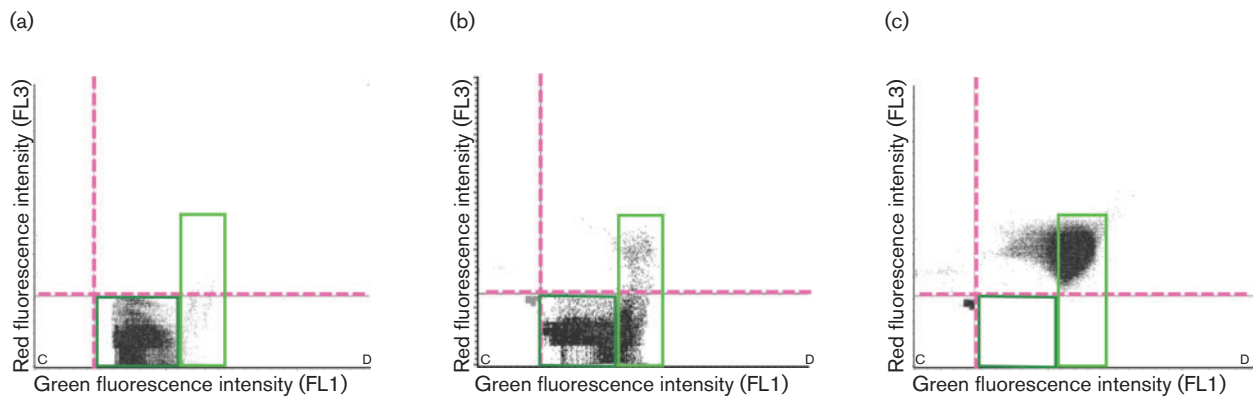 (a)
(b)
(c)
Red fluorescence intensity (FL3)
C
D
Green fluorescence intensity (FL1)
Red fluorescence intensity (FL3)
C
D
Green fluorescence intensity (FL1)
Red fluorescence intensity (FL3)
C
D
Green fluorescence intensity (FL1)